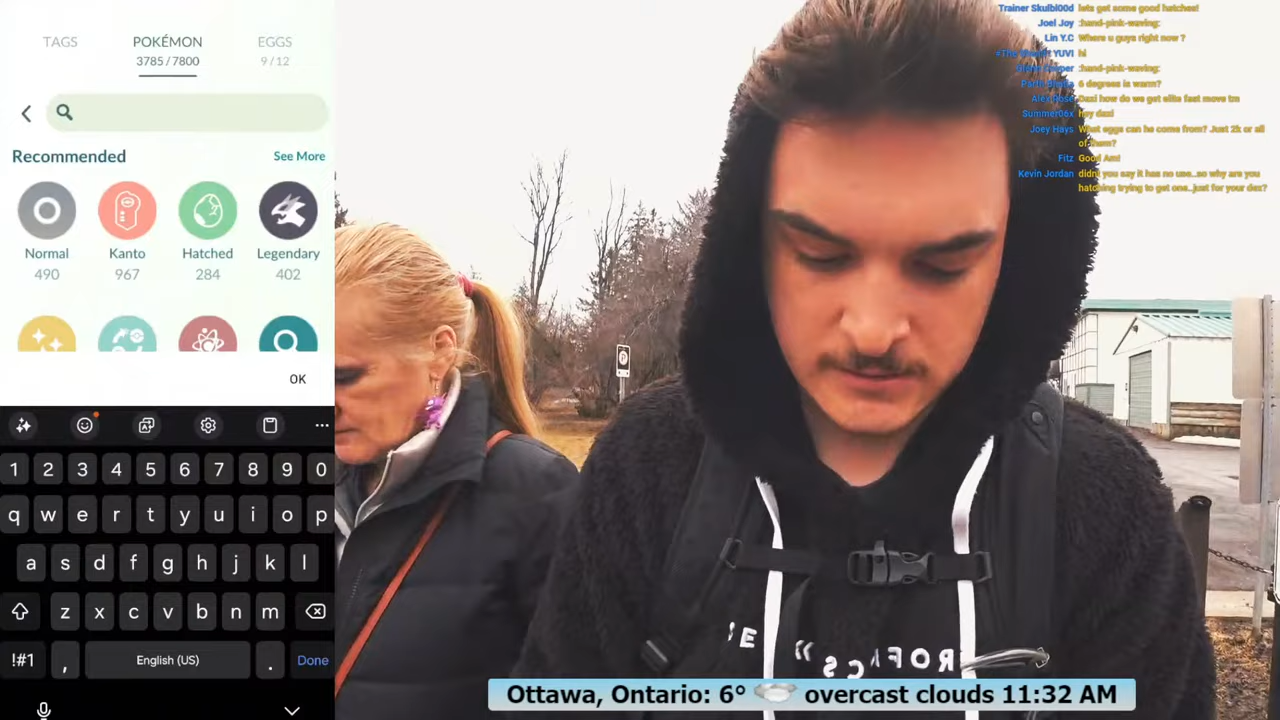 TAGS
POKÉMON
EGGS
3785 / 7800
9 / 12
Recommended
See More
Normal
Kanto
Hatched
Legendary
490
967
284
402
OK
1 2 3 4 5 6 7 8 9 0
q w e r t y u i o p
a s d f g h j k l
z x c v b n m
!#1 , English (US) . Done
Trainer Skulbl00d lets get some good hatches!
Joel Joy :hand-pink-waving:
Lin Y.C Where u guys right now ?
YUVI hi
:hand-pink-waving:
6 degrees is warm?
Daxi how do we get elite fast move tm
Summer06x hey daxi
Joey Hays What eggs can he come from? Just 2k or all
of them?
Fitz Good Am!
Kevin Jordan didnt you say it has no use..so why are you
hatching trying to get one..just for your dex?
Ottawa, Ontario: 6° overcast clouds 11:32 AM